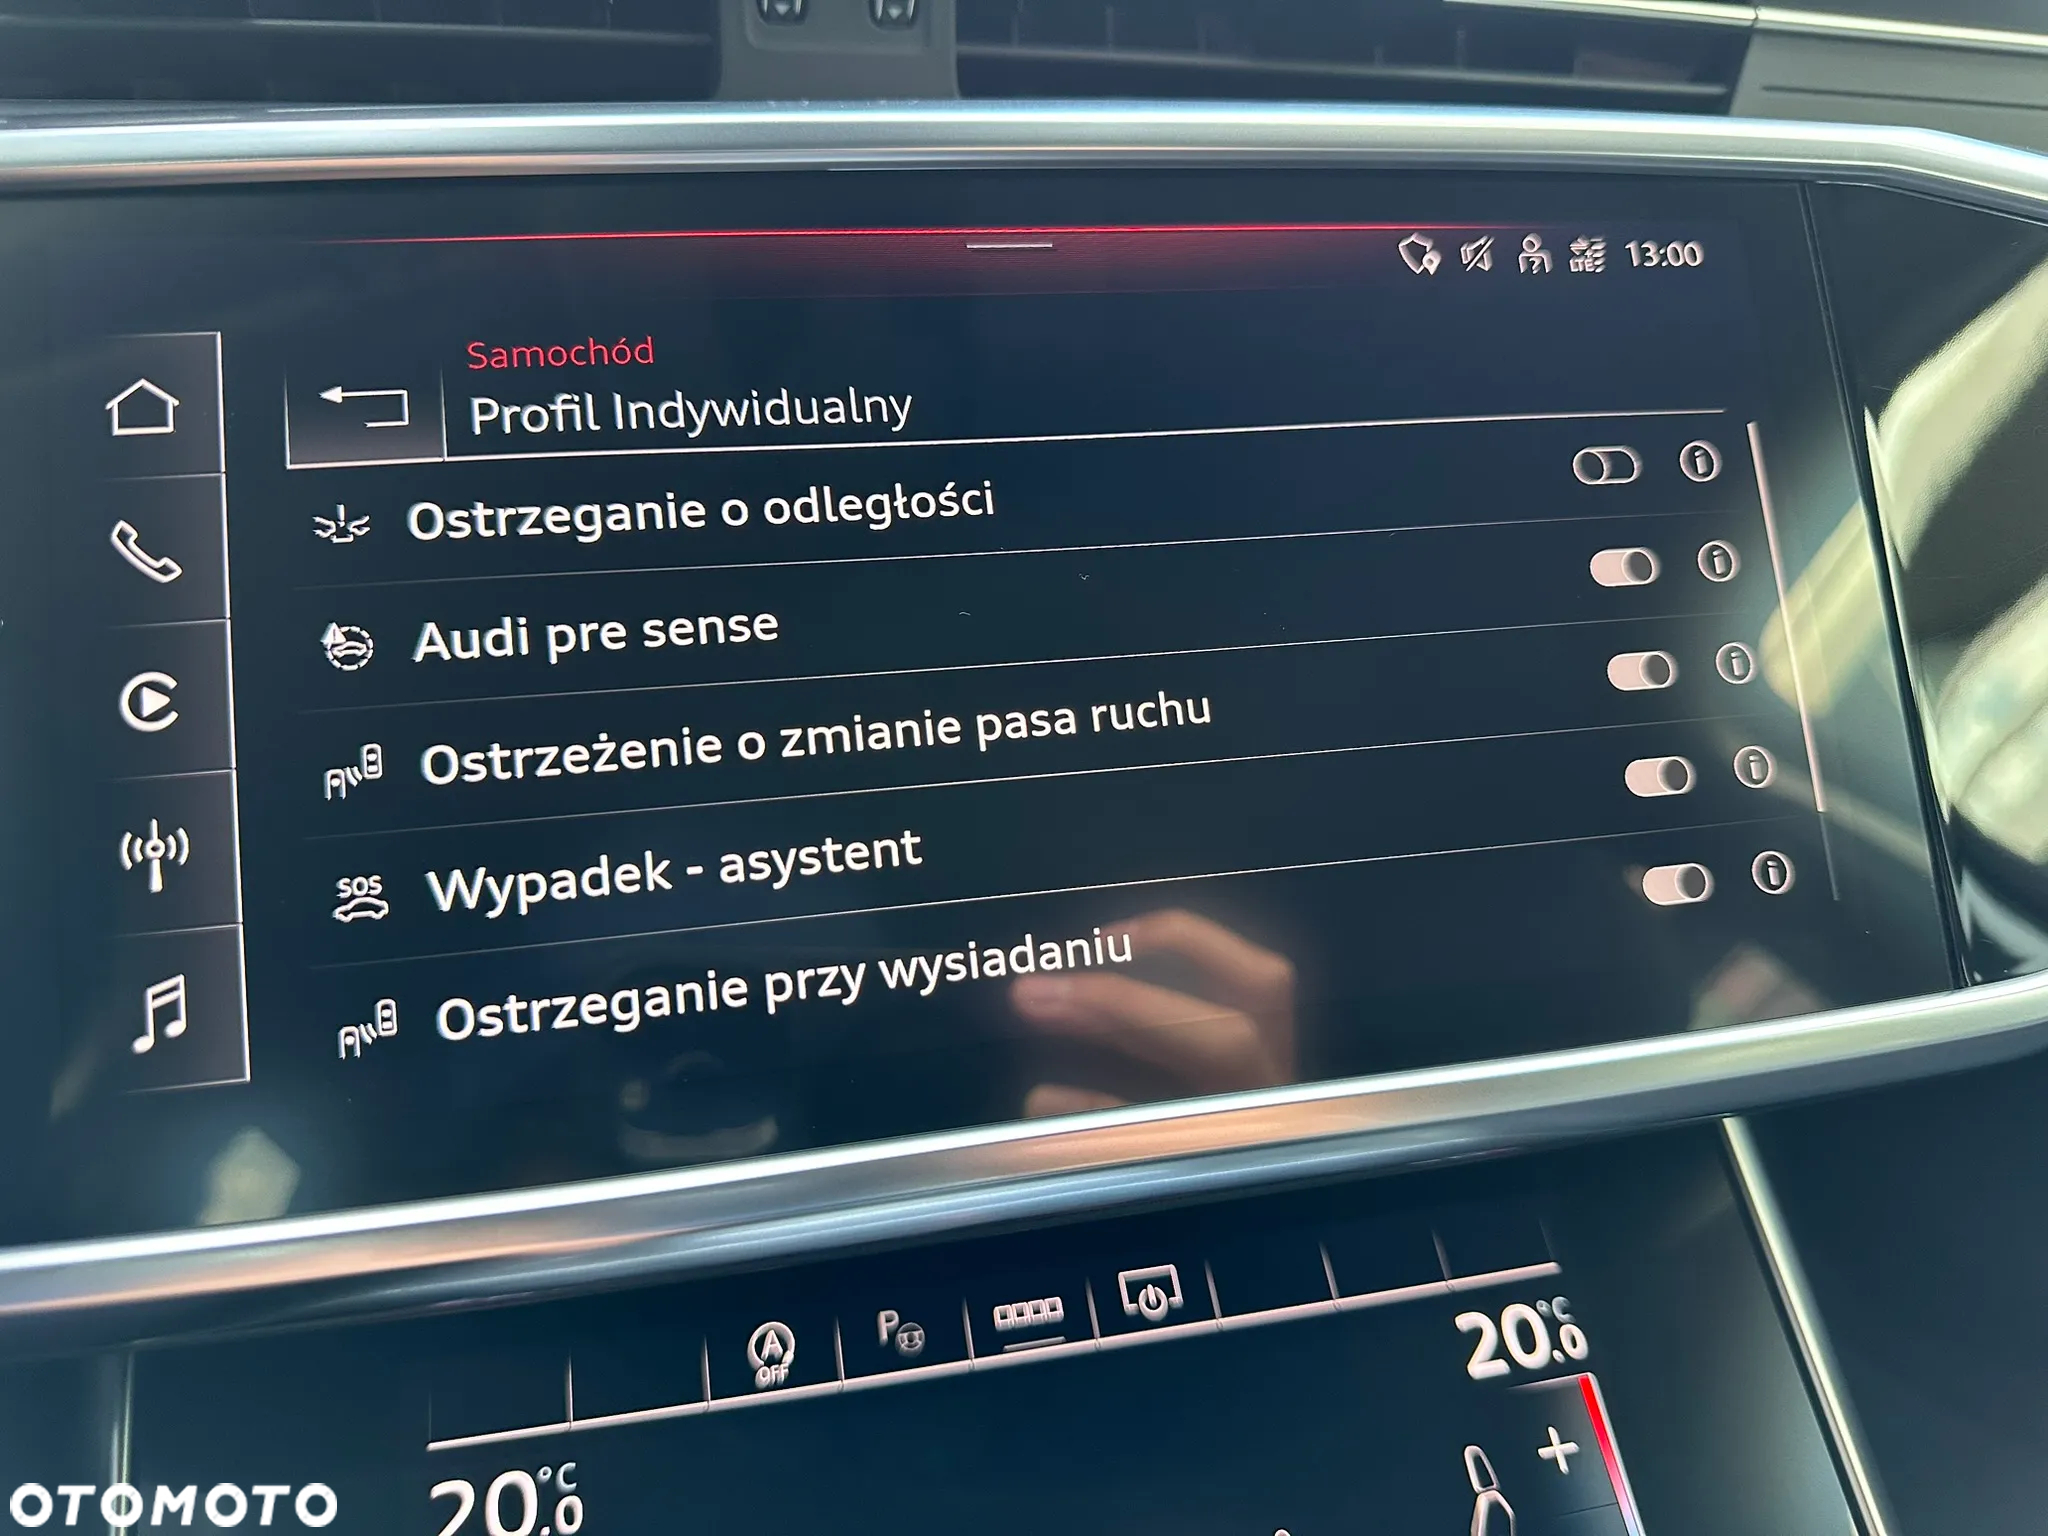 LTE 13:00
Samochód
Profil Indywidualny
Ostrzeganie o odległości
Audi pre sense
Ostrzeżenie o zmianie pasa ruchu
SOS
Wypadek - asystent
Ostrzeganie przy wysiadaniu
A
OFF
P
20.0 °C
20.0 °C
OTOMOTO